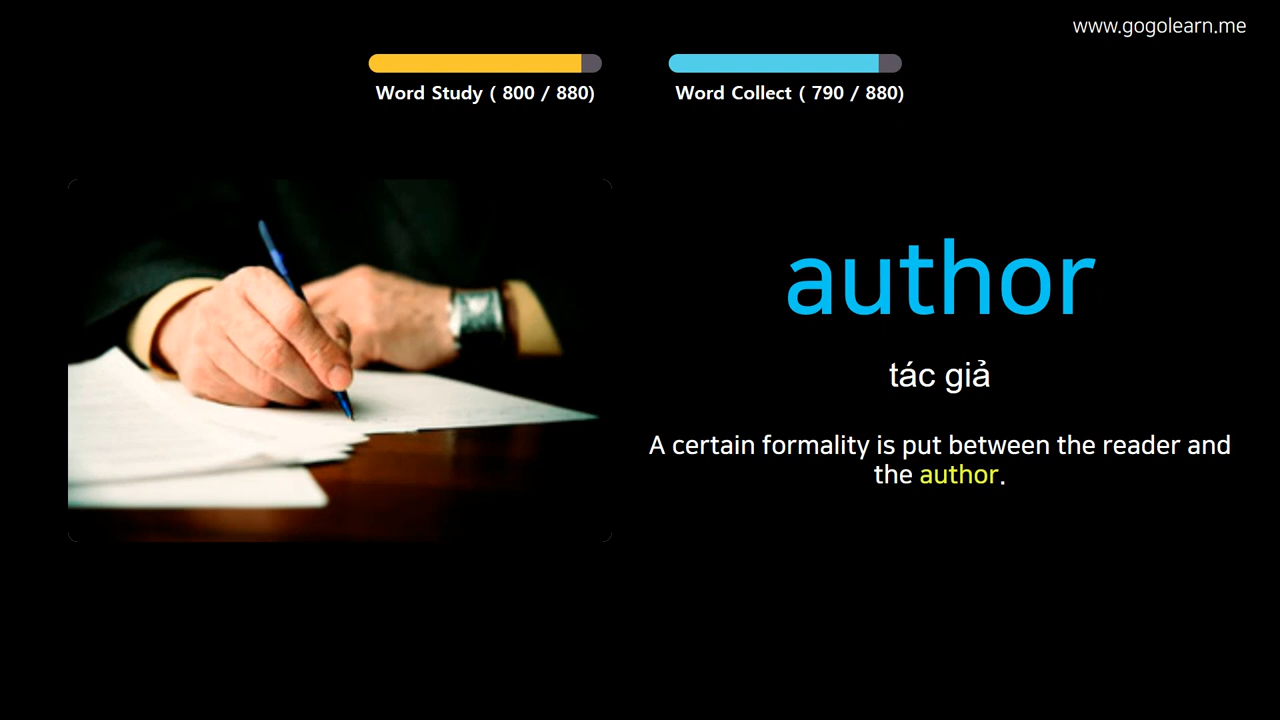 www.gogolearn.me
Word Study ( 800 / 880)
Word Collect ( 790 / 880)
author
tác giả
A certain formality is put between the reader and
the author.